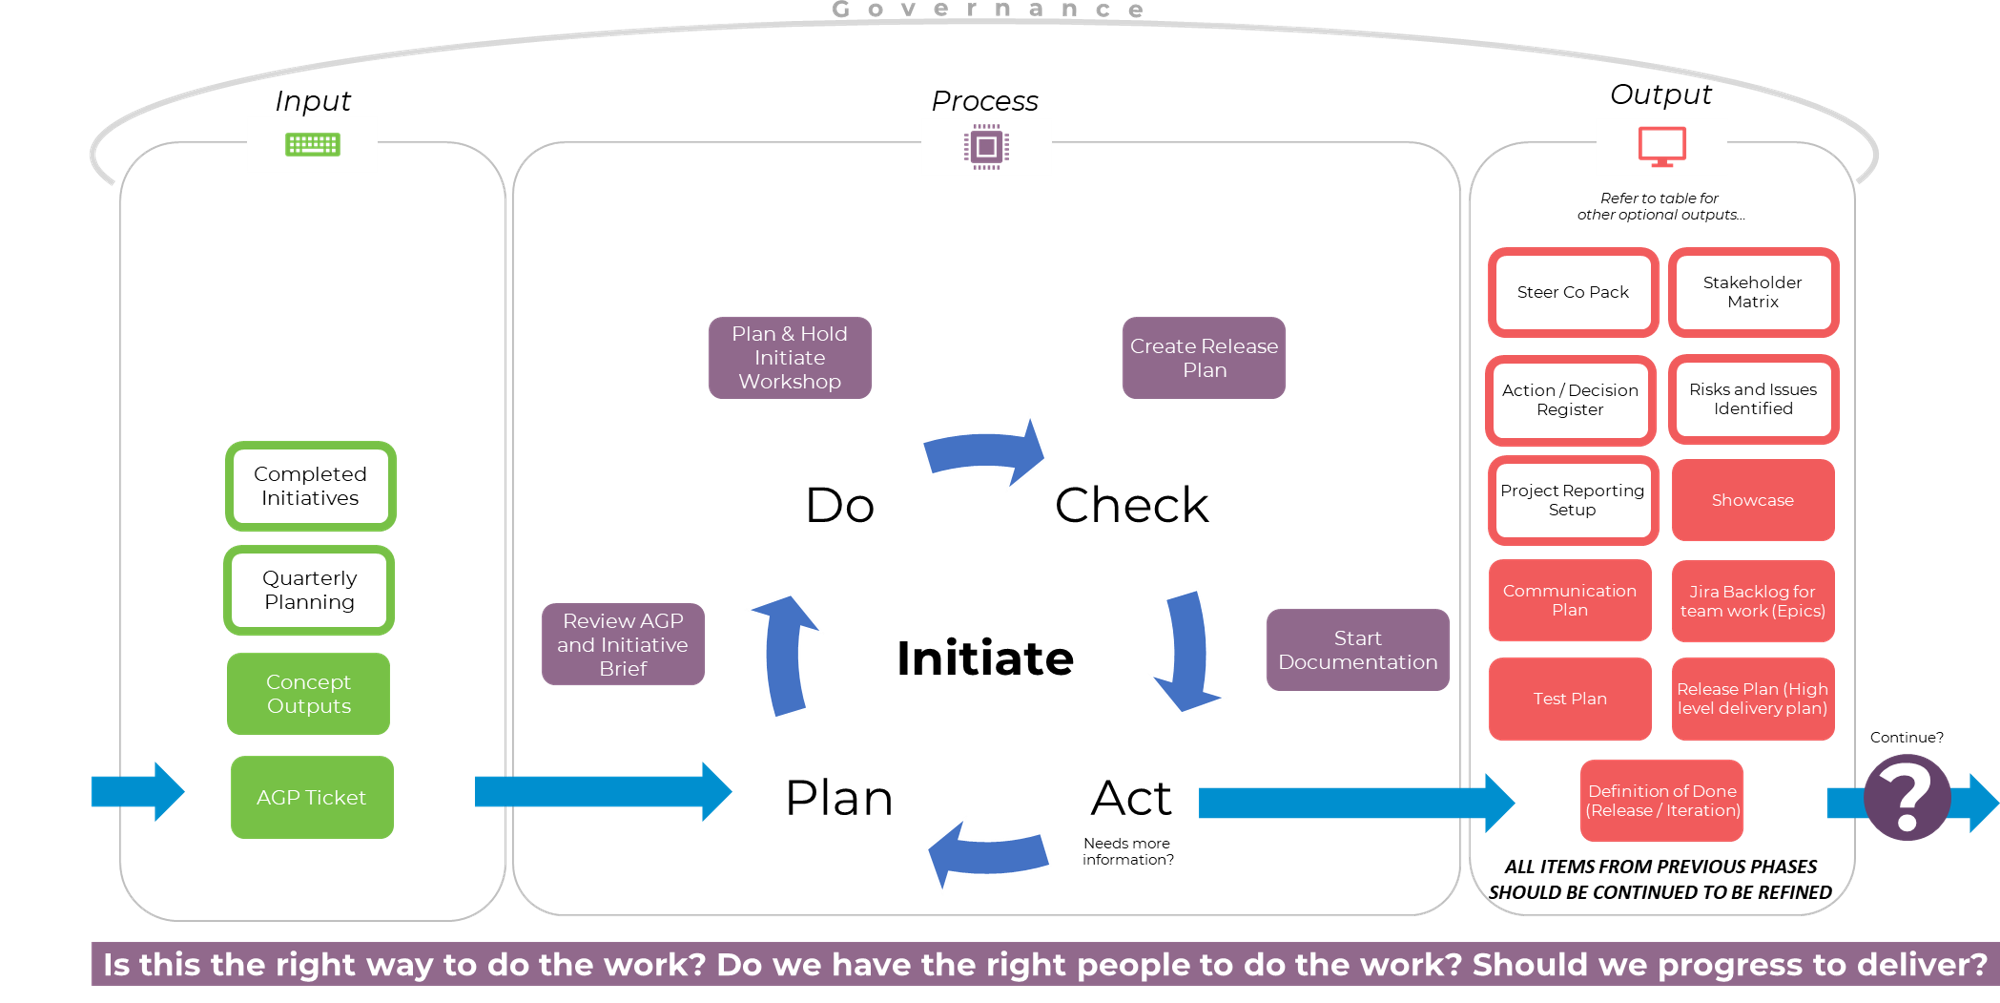 Governance
Input
Process
Output
Refer to table for
other optional outputs...
Completed
Initiatives
Quarterly
Planning
Concept
Outputs
AGP Ticket
Plan & Hold
Initiate
Workshop
Create Release
Plan
Do
Check
Review AGP
and Initiative
Brief
Initiate
Start
Documentation
Plan
Act
Needs more
information?
Steer Co Pack
Stakeholder
Matrix
Action / Decision
Register
Risks and Issues
Identified
Project Reporting
Setup
Showcase
Communication
Plan
Jira Backlog for
team work (Epics)
Test Plan
Release Plan (High
level delivery plan)
Definition of Done
(Release / Iteration)
ALL ITEMS FROM PREVIOUS PHASES
SHOULD BE CONTINUED TO BE REFINED
Continue?
?
Is this the right way to do the work? Do we have the right people to do the work? Should we progress to deliver?